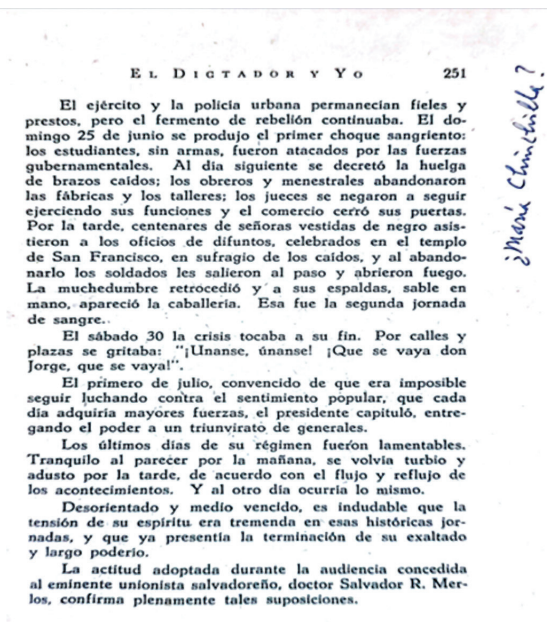 EL DICTADOR Y YO 251
El ejército y la policía urbana permanecían fieles y
prestos, pero el fermento de rebelión continuaba. El do-
mingo 25 de junio se produjo el primer choque sangriento:
los estudiantes, sin armas, fueron atacados por las fuerzas
gubernamentales. Al día siguiente se decretó la huelga
de brazos caídos; los obreros y menestrales abandonaron
las fábricas y los talleres; los jueces se negaron a seguir
ejerciendo sus funciones y el comercio cerró sus puertas.
Por la tarde, centenares de señoras vestidas de negro asis-
tieron a los oficios de difuntos, celebrados en el templo
de San Francisco, en sufragio de los caídos, y al abando-
narlo los soldados les salieron al paso y abrieron fuego.
La muchedumbre retrocedió y a sus espaldas, sable en
mano, apareció la caballería. Esa fue la segunda jornada
de sangre.
El sábado 30 la crisis tocaba a su fin. Por calles y
plazas se gritaba: "¡Unanse, únanse! ¡Que se vaya don
Jorge, que se vaya!".
El primero de julio, convencido de que era imposible
seguir luchando contra el sentimiento popular, que cada
día adquiría mayores fuerzas, el presidente capituló, entre-
gando el poder a un triunvirato de generales.
Los últimos días de su régimen fueron lamentables.
Tranquilo al parecer por la mañana, se volvía turbio y
adusto por la tarde, de acuerdo con el flujo y reflujo de
los acontecimientos. Y al otro día ocurría lo mismo.
Desorientado y medio vencido, es indudable que la
tensión de su espíritu era tremenda en esas históricas jor-
nadas, y que ya presentía la terminación de su exaltado
y largo poderío.
La actitud adoptada durante la audiencia concedida
al eminente unionista salvadoreño, doctor Salvador R. Mer-
los, confirma plenamente tales suposiciones.
¿María Chinchilla?